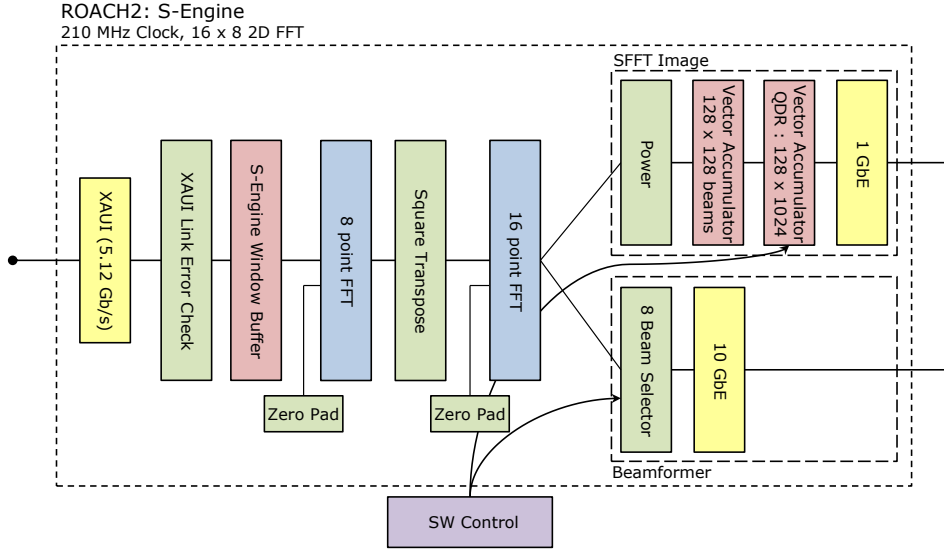 ROACH2: S-Engine
210 MHz Clock, 16 x 8 2D FFT
XAUI (5.12 Gb/s)
XAUI Link Error Check
S-Engine Window Buffer
8 point FFT
Zero Pad
Square Transpose
16 point FFT
Zero Pad
SFFT Image
Power
Vector Accumulator
128 x 128 beams
Vector Accumulator
QDR : 128 x 1024
1 GbE
8 Beam Selector
10 GbE
Beamformer
SW Control